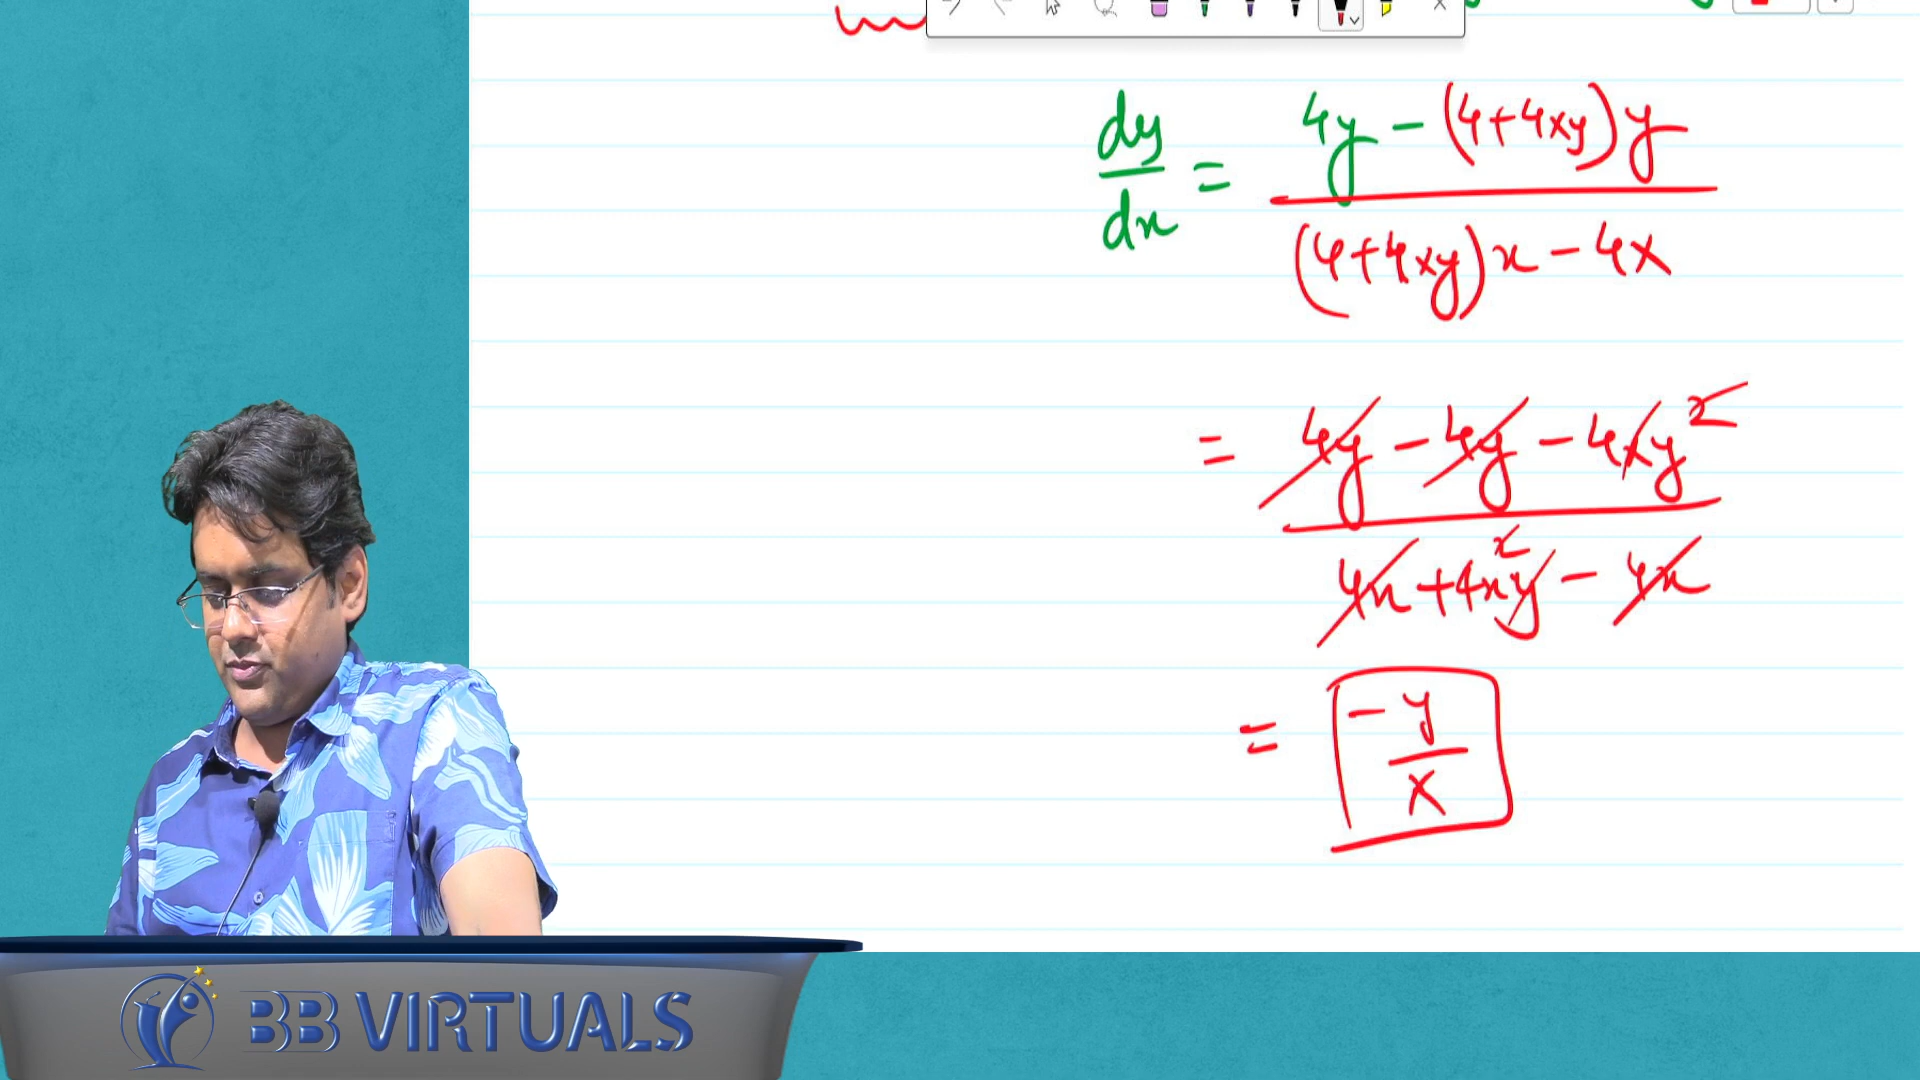 dy/dx = 4y - (4+4xy)y / (4+4xy)x - 4x
= 4y - 4y - 4xy² / 4x + 4x²y - 4x
= -y/x
BB VIRTUALS